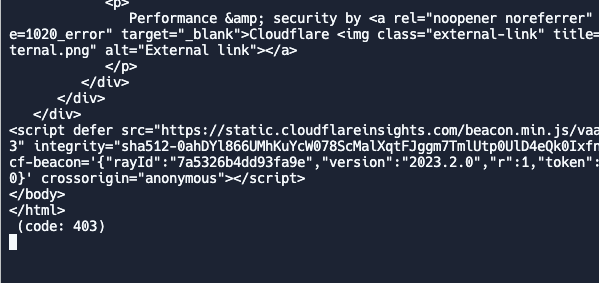 <p>
Performance &amp; security by <a rel="noopener noreferrer"
e=1020_error" target="_blank">Cloudflare <img class="external-link" title=
ternal.png" alt="External link"></a>
</p>
</div>
</div>
</div>
<script defer src="https://static.cloudflareinsights.com/beacon.min.js/vaa
3" integrity="sha512-0ahDYl866UMhKuYcW078ScMalXqtFJggm7TmlUtp0UlD4eQk0Ixfn
cf-beacon='{"rayId":"7a5326b4dd93fa9e","version":"2023.2.0","r":1,"token":
0}' crossorigin="anonymous"></script>
</body>
</html>
(code: 403)